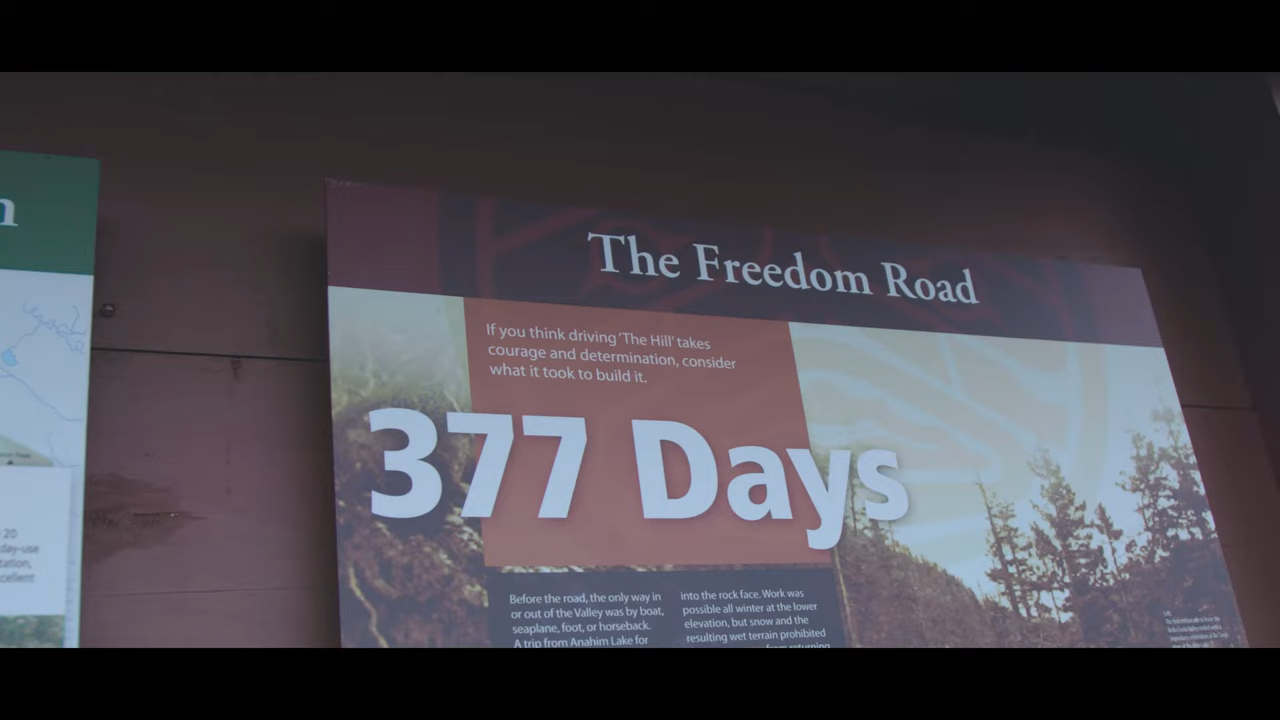 n
The Freedom Road
If you think driving 'The Hill' takes
courage and determination, consider
what it took to build it.
377 Days
20
day-use
tation,
cellent
Before the road, the only way in
or out of the Valley was by boat,
seaplane, foot, or horseback.
A trip from Anahim Lake for
into the rock face. Work was
possible all winter at the lower
elevation, but snow and the
resulting wet terrain prohibited
from returning